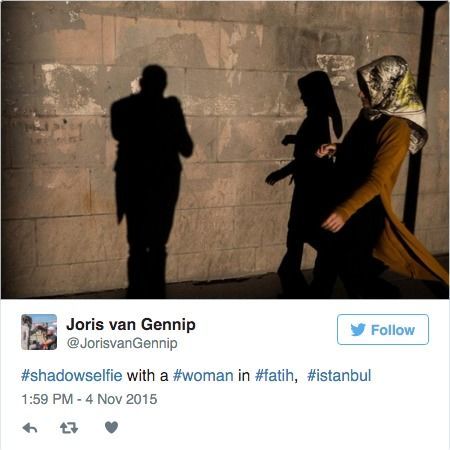 Joris van Gennip
@JorisvanGennip
Follow
#shadowselfie with a #woman in #fatih, #istanbul
1:59 PM - 4 Nov 2015